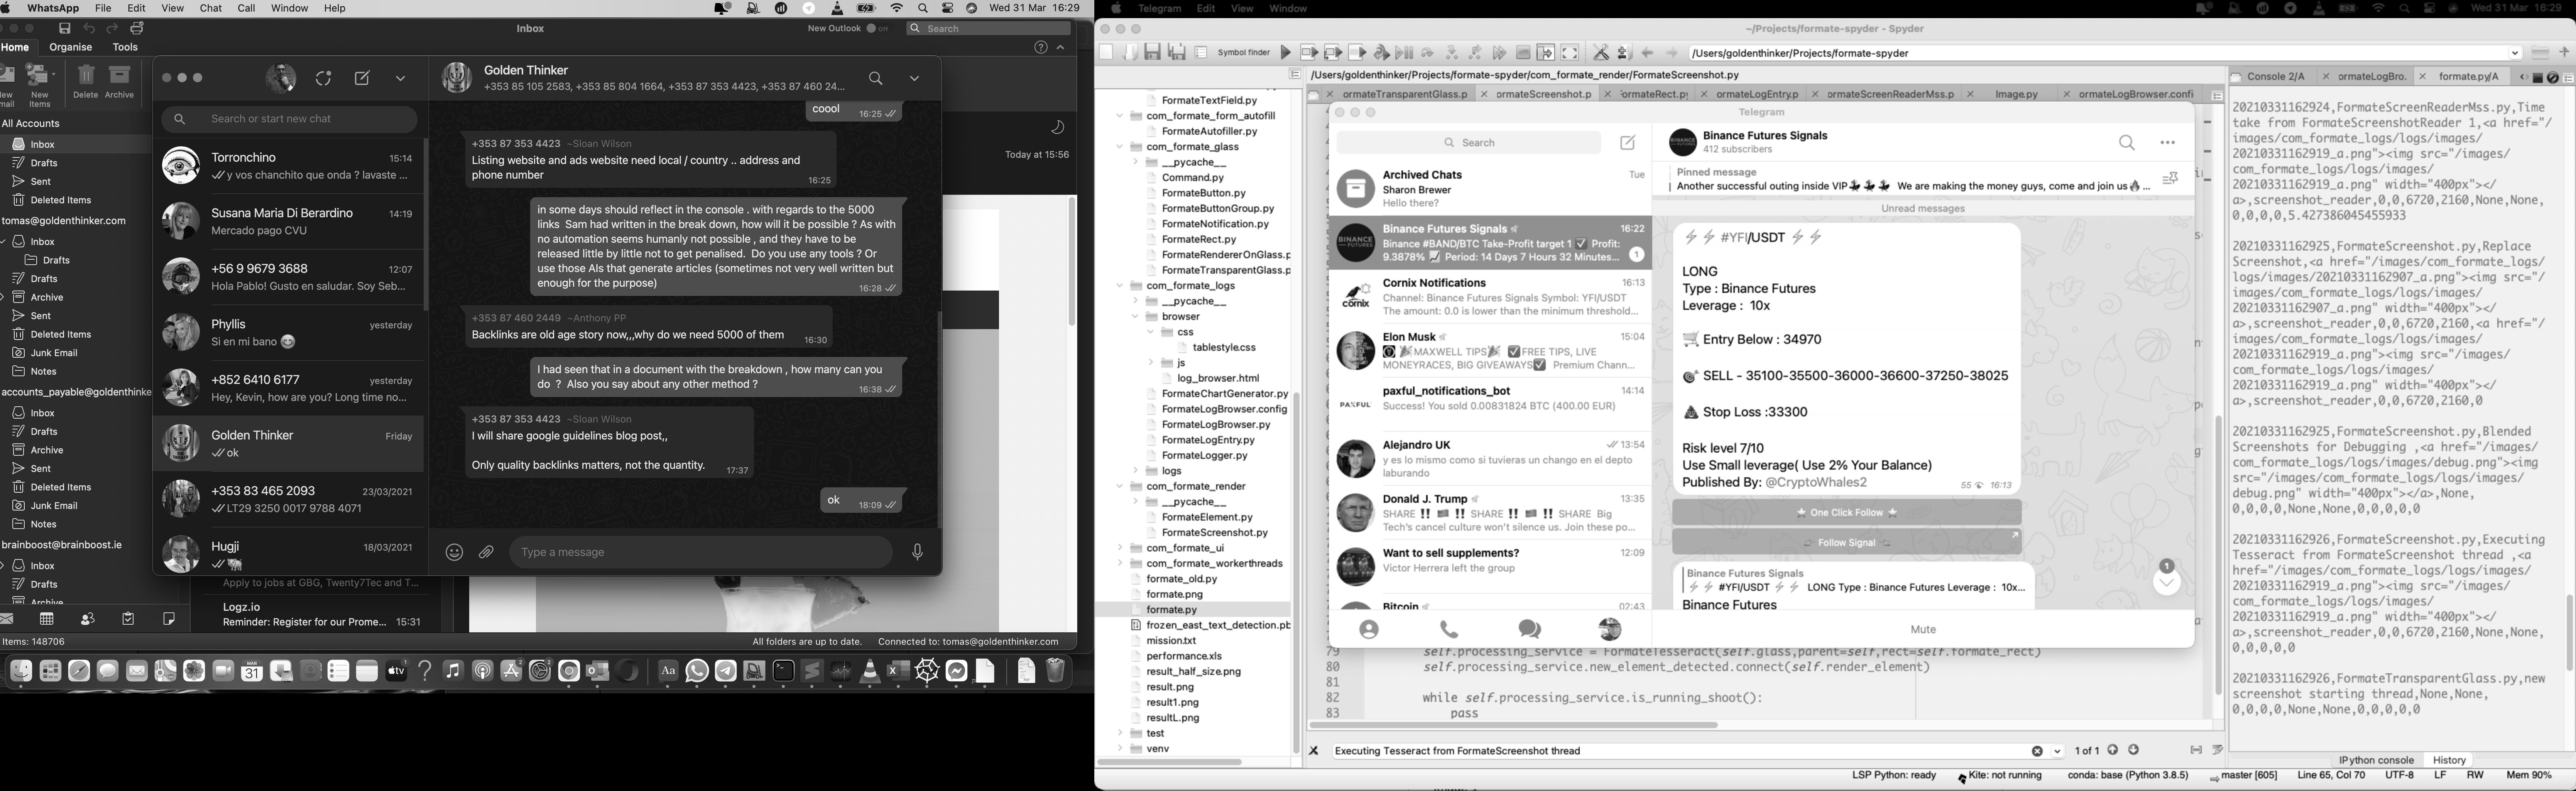 WhatsApp File Edit View Chat Call Window Help
Wed 31 Mar 16:29
Inbox
New Outlook
Off
Search
Home Organise Tools
New Items
Delete
Archive
Today at 15:56
All Accounts
Inbox
Drafts
Sent
Deleted Items
tomas@goldenthinker.com
Inbox
Drafts
Drafts
Archive
Sent
Deleted Items
Junk Email
Notes
accounts_payable@goldenthinke
Inbox
Drafts
Archive
Sent
Deleted Items
Junk Email
Notes
brainboost@brainboost.ie
Inbox
Drafts
Archive
Items: 148706
Search or start new chat
Torronchino 15:14
y vos chanchito que onda ? lavaste ...
Susana Maria Di Berardino 14:19
Mercado pago CVU
+56 9 9679 3688 12:07
Hola Pablo! Gusto en saludar. Soy Seb...
Phyllis yesterday
Si en mi bano 😊
+852 6410 6177 yesterday
Hey, Kevin, how are you? Long time no...
Golden Thinker Friday
ok
+353 83 465 2093 23/03/2021
LT29 3250 0017 9788 4071
Hugji 18/03/2021
Apply to jobs at GBG, Twenty7Tec and T...
Logz.io
Reminder: Register for our Prome... 15:31
All folders are up to date. Connected to: tomas@goldenthinker.com
Golden Thinker
+353 85 105 2583, +353 85 804 1664, +353 87 353 4423, +353 87 460 24...
coool
16:25
+353 87 353 4423 ~Sloan Wilson
Listing website and ads website need local / country .. address and
phone number
16:25
in some days should reflect in the console . with regards to the 5000
links Sam had written in the break down, how will it be possible ? As with
no automation seems humanly not possible , and they have to be
released little by little not to get penalised. Do you use any tools ? Or
use those AIs that generate articles (sometimes not very well written but
enough for the purpose)
16:28
+353 87 460 2449 ~Anthony PP
Backlinks are old age story now,,,why do we need 5000 of them
16:30
I had seen that in a document with the breakdown , how many can you
do ? Also you say about any other method ?
16:38
+353 87 353 4423 ~Sloan Wilson
I will share google guidelines blog post,,
Only quality backlinks matters, not the quantity.
17:37
ok
18:09
Type a message
Telegram Edit View Window
Wed 31 Mar 16:29
~/Projects/formate-spyder - Spyder
Symbol finder
/Users/goldenthinker/Projects/formate-spyder
/Users/goldenthinker/Projects/formate-spyder/com_formate_render/FormateScreenshot.py
ormateTransparentGlass.p ormateScreenshot.p ormateRect.py ormateLogEntry.p ormateScreenReaderMss.p Image.py ormateLogBrowser.confi
FormateTextField.py
com_formate_form_autofill
FormateAutofiller.py
com_formate_glass
__pycache__
Command.py
FormateButton.py
FormateButtonGroup.py
FormateNotification.py
FormateRect.py
FormateRendererOnGlass.p
FormateTransparentGlass.p
com_formate_logs
__pycache__
browser
css
tablestyle.css
js
log_browser.html
FormateChartGenerator.py
FormateLogBrowser.config
FormateLogBrowser.py
FormateLogEntry.py
FormateLogger.py
logs
com_formate_render
__pycache__
FormateElement.py
FormateScreenshot.py
com_formate_ui
com_formate_workerthreads
formate_old.py
formate.png
formate.py
frozen_east_text_detection.pb
mission.txt
performance.xls
result_half_size.png
result.png
result1.png
resultL.png
test
venv
Telegram
Search
Archived Chats Tue
Sharon Brewer
Hello there?
Binance Futures Signals 16:22
Binance #BAND/BTC Take-Profit target 1 ✅ Profit:
9.3878% 📈 Period: 14 Days 7 Hours 32 Minutes... 1
Cornix Notifications 16:13
Channel: Binance Futures Signals Symbol: YFI/USDT
The amount: 0.0 is lower than the minimum threshold...
Elon Musk 15:04
MAXWELL TIPS FREE TIPS, LIVE
MONEYRACES, BIG GIVEAWAYS✅ Premium Chann...
paxful_notifications_bot 14:14
Success! You sold 0.00831824 BTC (400.00 EUR)
Alejandro UK 13:54
y es lo mismo como si tuvieras un chango en el depto
laburando
Donald J. Trump 13:35
SHARE ‼️ SHARE ‼️ SHARE Big
Tech's cancel culture won't silence us. Join these po...
Want to sell supplements? 12:09
Victor Herrera left the group
Bitcoin 02:43
Binance Futures Signals
412 subscribers
Pinned message
Another successful outing inside VIP We are making the money guys, come and join us🔥 ...
Unread messages
⚡⚡ #YFI/USDT ⚡⚡
LONG
Type : Binance Futures
Leverage : 10x
🛒 Entry Below : 34970
🎯 SELL - 35100-35500-36000-36600-37250-38025
Stop Loss :33300
Risk level 7/10
Use Small leverage( Use 2% Your Balance)
Published By: @CryptoWhales2
55 16:13
One Click Follow
Follow Signal
Binance Futures Signals
⚡⚡ #YFI/USDT ⚡⚡ LONG Type : Binance Futures Leverage : 10x...
Binance Futures
1
Mute
79 self.processing_service = FormateTesseract(self.glass,parent=self,rect=self.formate_rect)
80 self.processing_service.new_element_detected.connect(self.render_element)
81
82 while self.processing_service.is_running_shoot():
83 pass
Executing Tesseract from FormateScreenshot thread
1 of 1
Console 2/A ormateLogBro. formate.py/A
20210331162924,FormateScreenReaderMss.py,Time
take from FormateScreenshotReader 1,<a href="/
images/com_formate_logs/logs/images/
20210331162919_a.png"><img src="/images/
com_formate_logs/logs/images/
20210331162919_a.png" width="400px"></
a>,screenshot_reader,0,0,6720,2160,None,None,
0,0,0,0,5.427386045455933
20210331162925,FormateScreenshot.py,Replace
Screenshot,<a href="/images/com_formate_logs/
logs/images/20210331162907_a.png"><img src="/
images/com_formate_logs/logs/images/
20210331162907_a.png" width="400px"></
a>,screenshot_reader,0,0,6720,2160,<a href="/
images/com_formate_logs/logs/images/
20210331162919_a.png"><img src="/images/
com_formate_logs/logs/images/
20210331162919_a.png" width="400px"></
a>,screenshot_reader,0,0,6720,2160,0
20210331162925,FormateScreenshot.py,Blended
Screenshots for Debugging ,<a href="/images/
com_formate_logs/logs/images/debug.png"><img
src="/images/com_formate_logs/logs/images/
debug.png" width="400px"></a>,None,
0,0,0,0,None,None,0,0,0,0,0
20210331162926,FormateScreenshot.py,Executing
Tesseract from FormateScreenshot thread ,<a
href="/images/com_formate_logs/logs/images/
20210331162919_a.png"><img src="/images/
com_formate_logs/logs/images/
20210331162919_a.png" width="400px"></
a>,screenshot_reader,0,0,6720,2160,None,None,
0,0,0,0,0
20210331162926,FormateTransparentGlass.py,new
screenshot starting thread,None,None,
0,0,0,0,None,None,0,0,0,0,0
IPython console History
LSP Python: ready Kite: not running conda: base (Python 3.8.5) master [605] Line 65, Col 70 UTF-8 LF RW Mem 90%